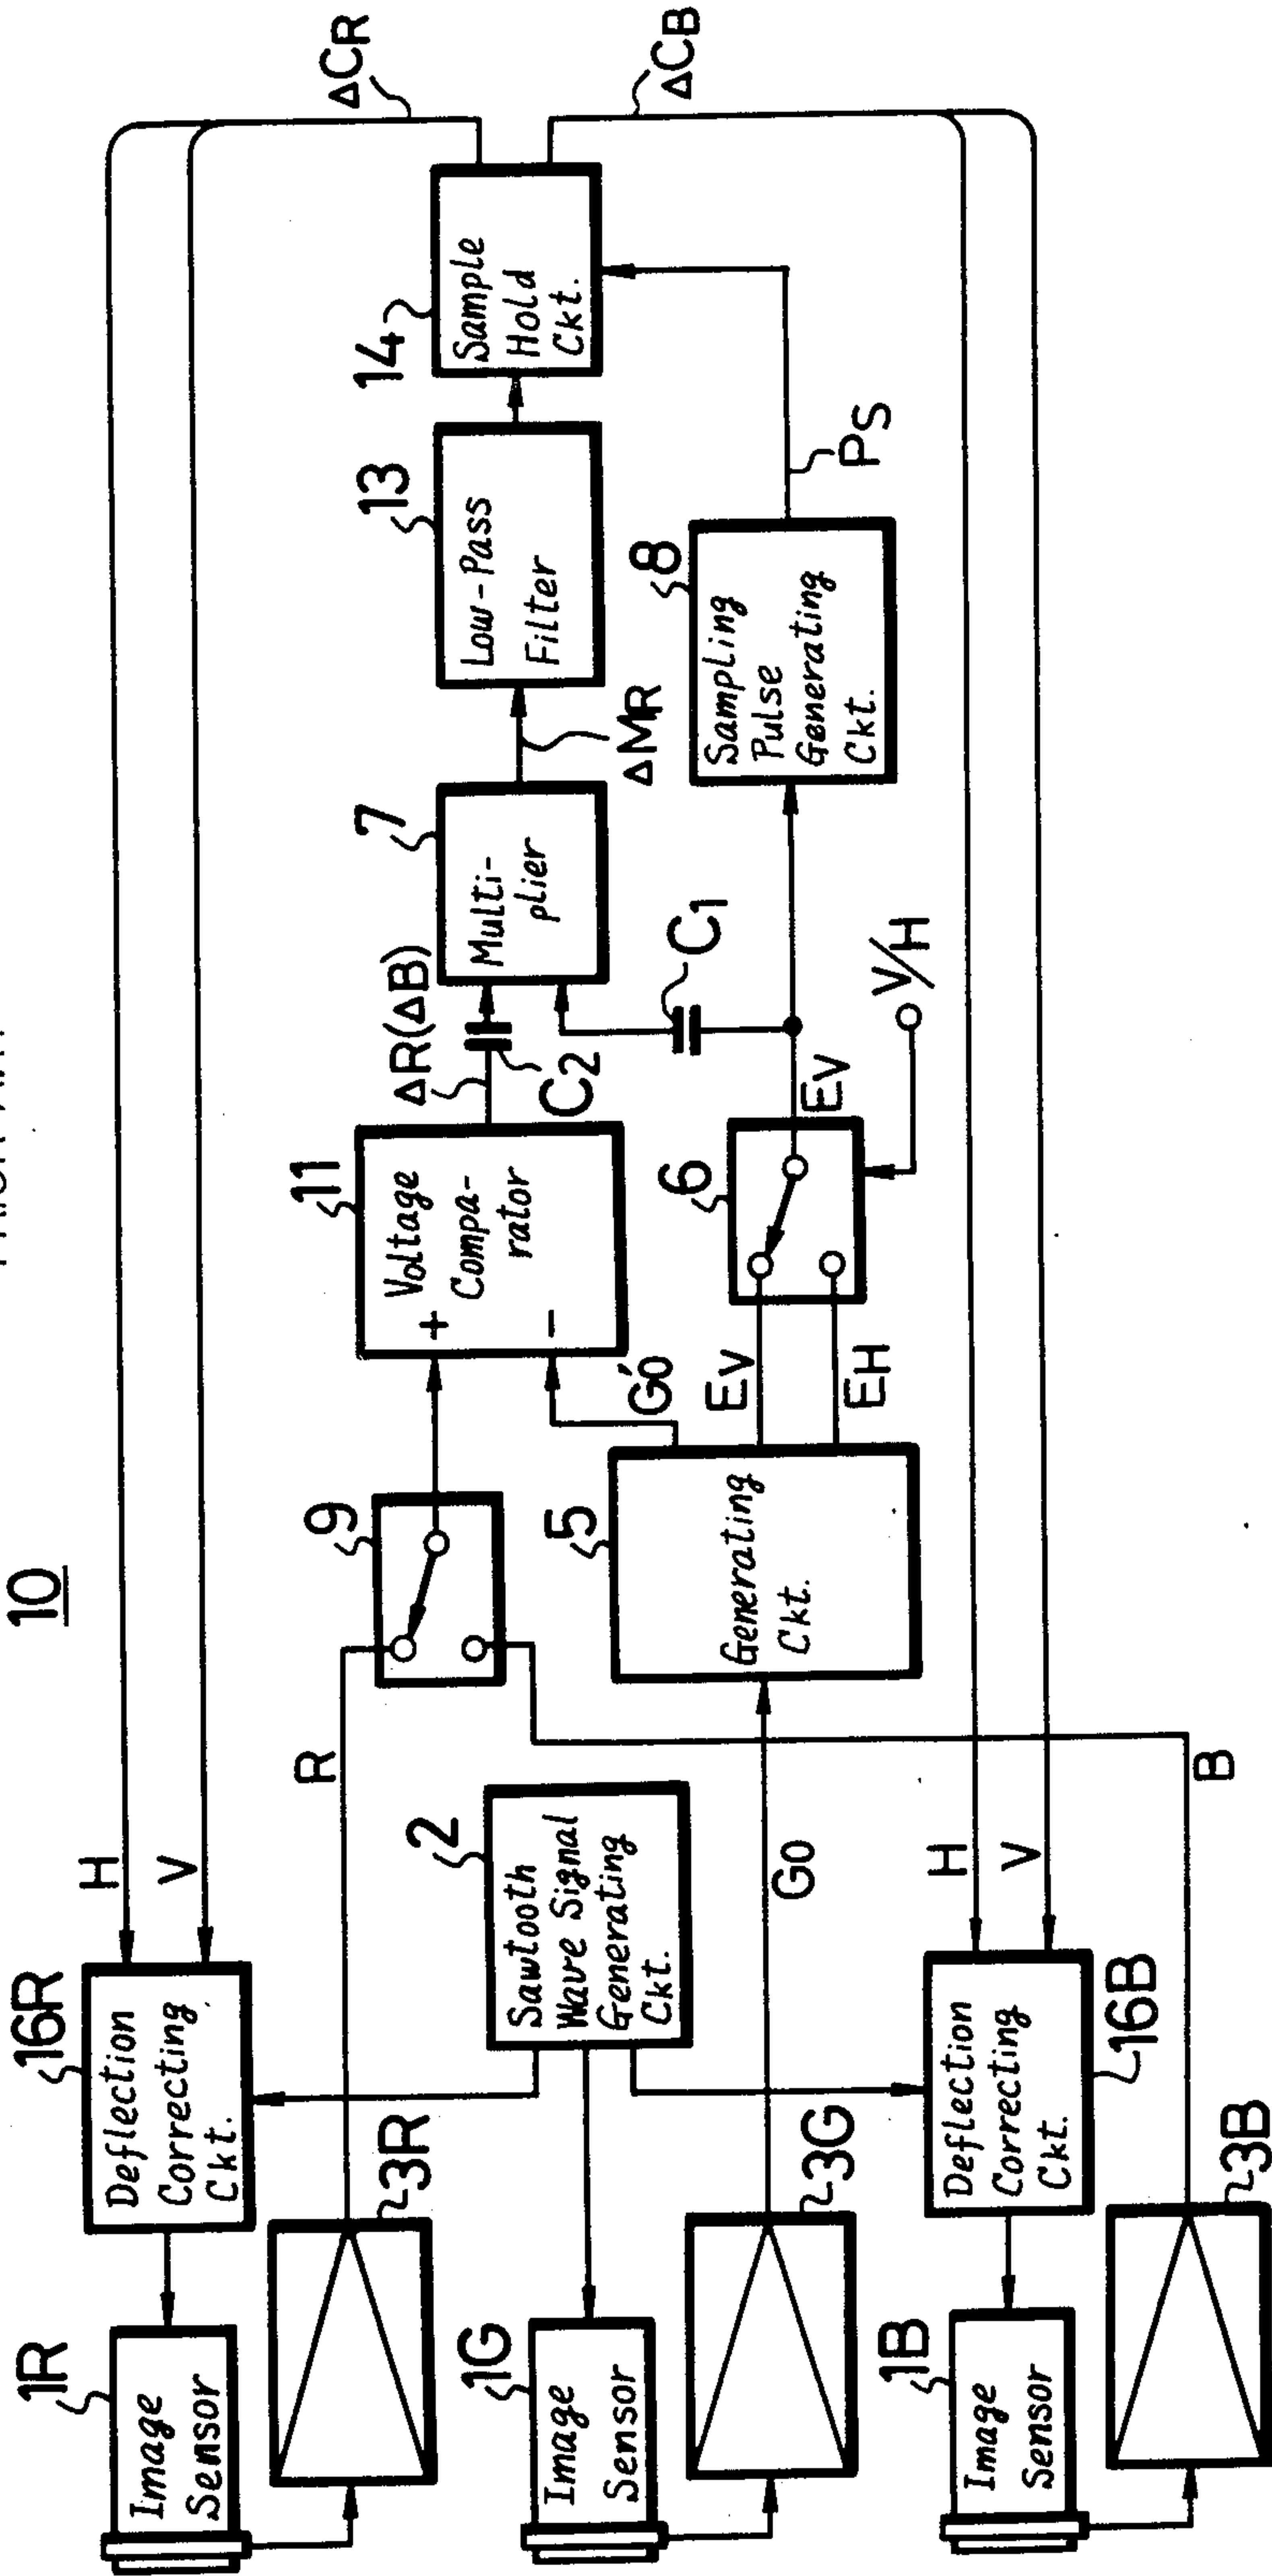 10
1R
Image
Sensor
16R
Deflection
Correcting
Ckt.
H
V
ΔCR
3R
R
9
11
+
−
Voltage
Compa-
rator
ΔR(ΔB)
C2
7
Multi-
plier
ΔMR
13
Low-Pass
Filter
14
Sample
Hold
Ckt.
ΔCB
1G
Image
Sensor
2
Sawtooth
Wave Signal
Generating
Ckt.
3G
G0
5
Generating
Ckt.
G'0
EV
EH
6
EV
V/H
C1
8
Sampling
Pulse
Generating
Ckt.
PS
1B
Image
Sensor
16B
Deflection
Correcting
Ckt.
H
V
3B
B